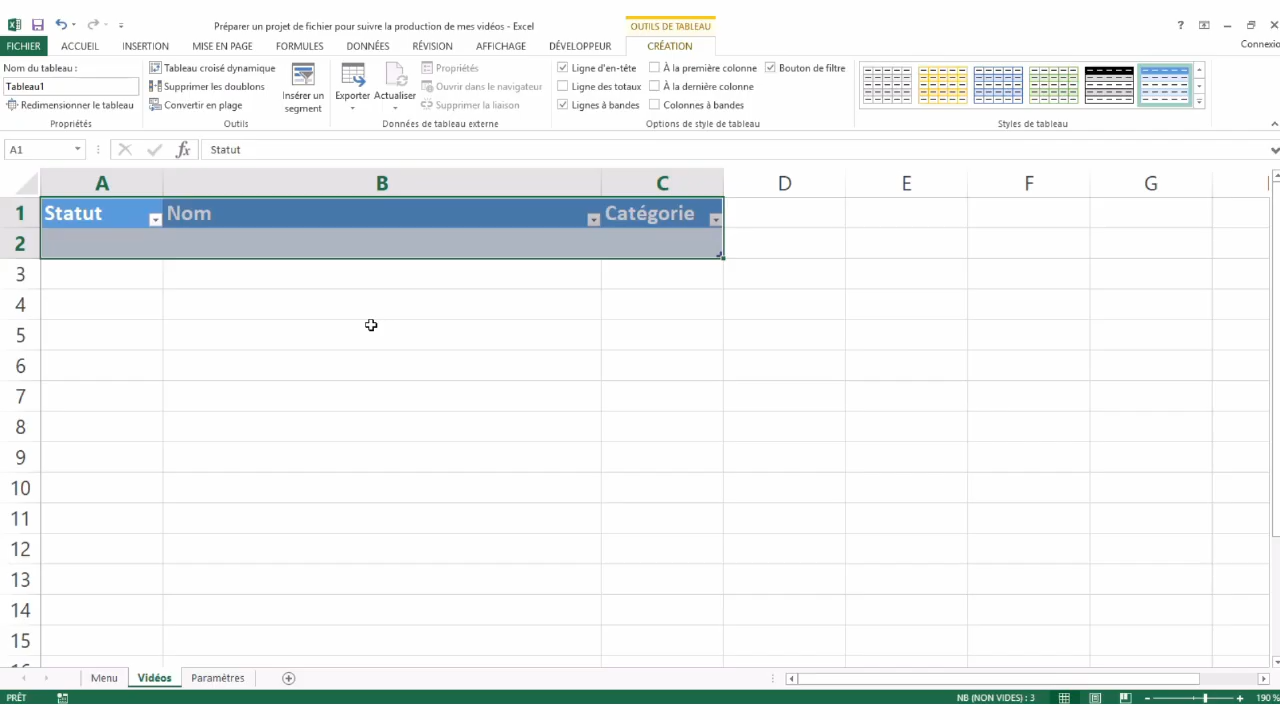 Préparer un projet de fichier pour suivre la production de mes vidéos - Excel
OUTILS DE TABLEAU
?
FICHIER ACCUEIL INSERTION MISE EN PAGE FORMULES DONNÉES RÉVISION AFFICHAGE DÉVELOPPEUR CRÉATION
Connexio
Nom du tableau :
Tableau1
Redimensionner le tableau
Propriétés
Tableau croisé dynamique
Supprimer les doublons
Convertir en plage
Outils
Insérer un
segment
Exporter Actualiser
Propriétés
Ouvrir dans le navigateur
Supprimer la liaison
Données de tableau externe
Ligne d'en-tête À la première colonne Bouton de filtre
Ligne des totaux À la dernière colonne
Lignes à bandes Colonnes à bandes
Options de style de tableau
Styles de tableau
A1 fx Statut
A B C D E F G
1 Statut Nom Catégorie
2
3
4
5
6
7
8
9
10
11
12
13
14
15
Menu Vidéos Paramétres
PRÊT NB (NON VIDES) : 3 190 %